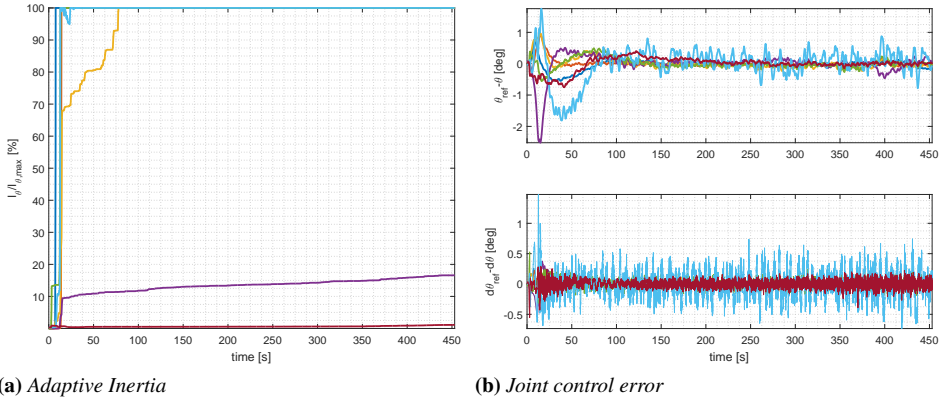 100
90
80
70
60
50
40
30
20
10
I_θ/I_θ,max [%]
0 50 100 150 200 250 300 350 400 450
time [s]
1
0
-1
-2
θ_ref-θ [deg]
0 50 100 150 200 250 300 350 400 450
0.5
0
-0.5
dθ_ref-dθ [deg]
0 50 100 150 200 250 300 350 400 450
time [s]
(a) Adaptive Inertia
(b) Joint control error